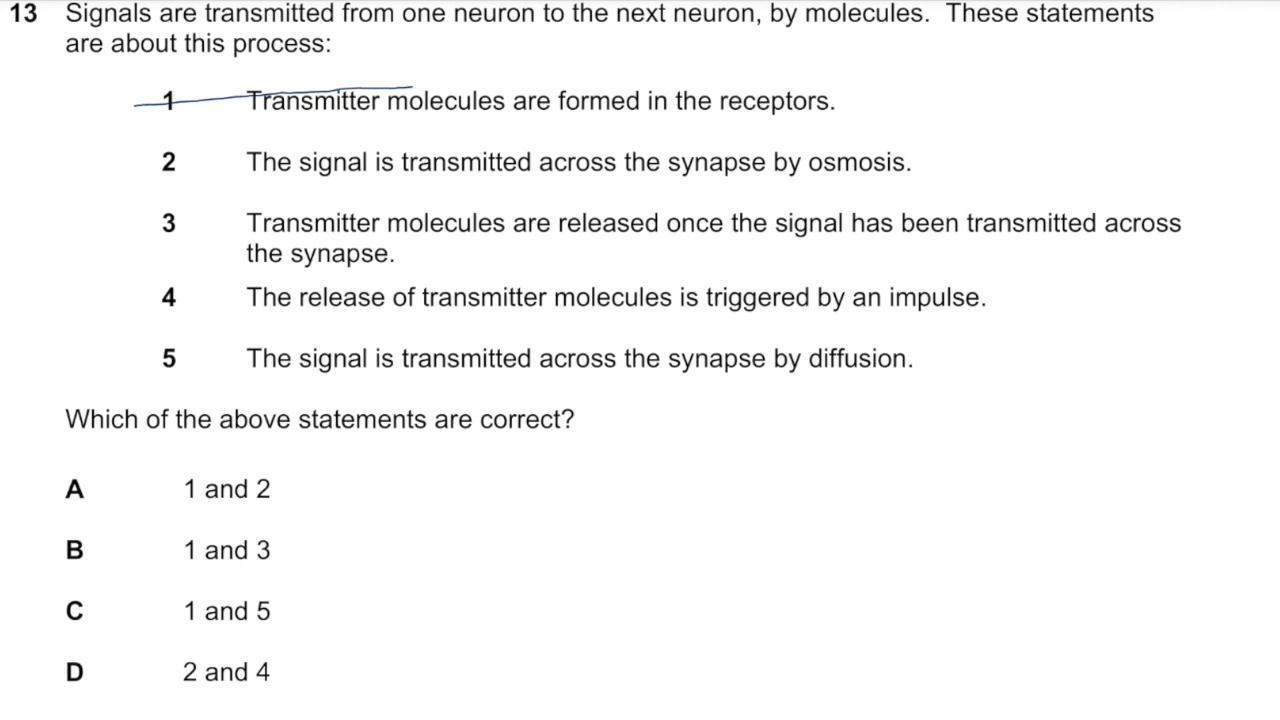 13 Signals are transmitted from one neuron to the next neuron, by molecules. These statements
are about this process:
1 Transmitter molecules are formed in the receptors.
2 The signal is transmitted across the synapse by osmosis.
3 Transmitter molecules are released once the signal has been transmitted across
the synapse.
4 The release of transmitter molecules is triggered by an impulse.
5 The signal is transmitted across the synapse by diffusion.
Which of the above statements are correct?
A 1 and 2
B 1 and 3
C 1 and 5
D 2 and 4